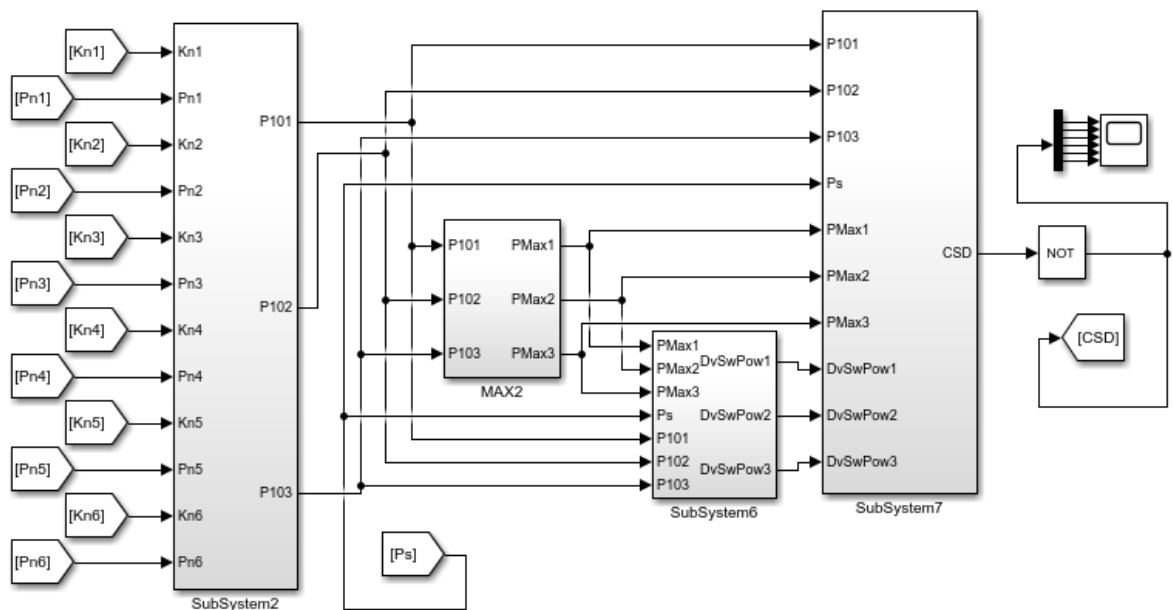 [Kn1]
[Pn1]
[Kn2]
[Pn2]
[Kn3]
[Pn3]
[Kn4]
[Pn4]
[Kn5]
[Pn5]
[Kn6]
[Pn6]
Kn1
Pn1
Kn2
Pn2
Kn3
Pn3
Kn4
Pn4
Kn5
Pn5
Kn6
Pn6
P101
P102
P103
SubSystem2
P101
P102
P103
PMax1
PMax2
PMax3
MAX2
[Ps]
PMax1
PMax2
PMax3
Ps
P101
P102
P103
DvSwPow1
DvSwPow2
DvSwPow3
SubSystem6
P101
P102
P103
Ps
PMax1
PMax2
PMax3
DvSwPow1
DvSwPow2
DvSwPow3
CSD
SubSystem7
NOT
[CSD]